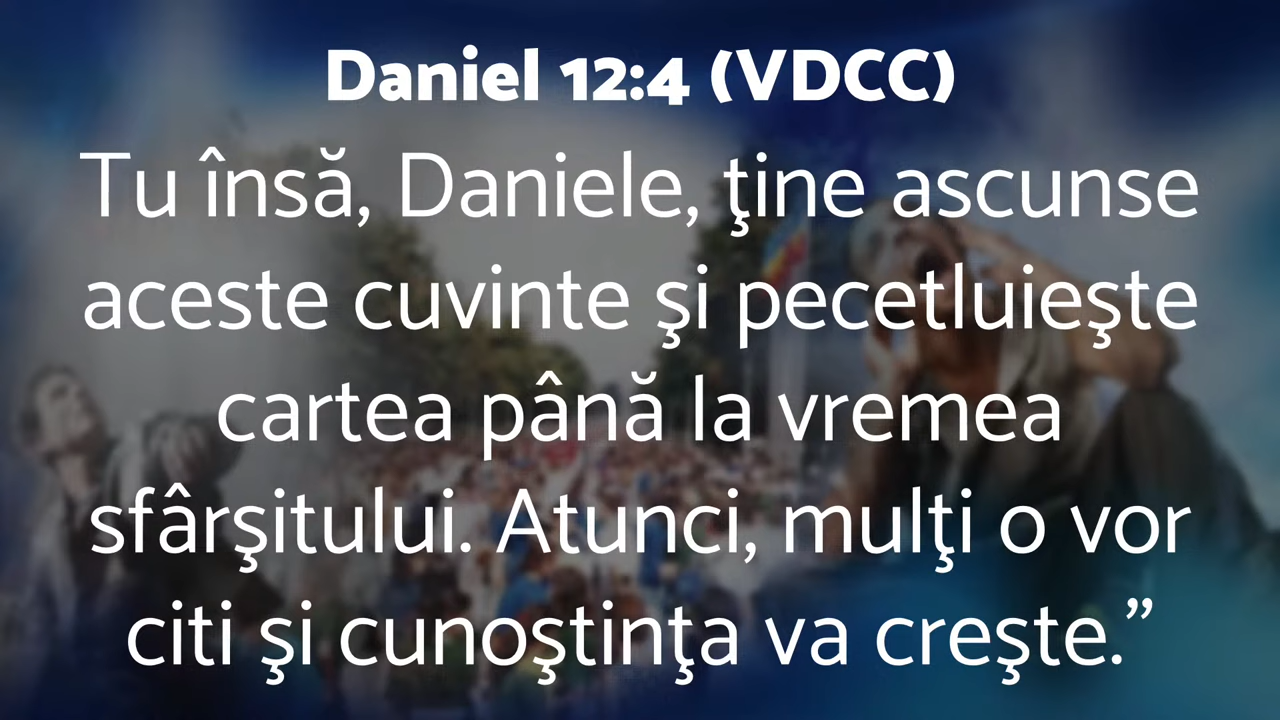 Daniel 12:4 (VDCC)
Tu însă, Daniele, ţine ascunse
aceste cuvinte şi pecetluieşte
cartea până la vremea
sfârşitului. Atunci, mulţi o vor
citi şi cunoştinţa va creşte.”